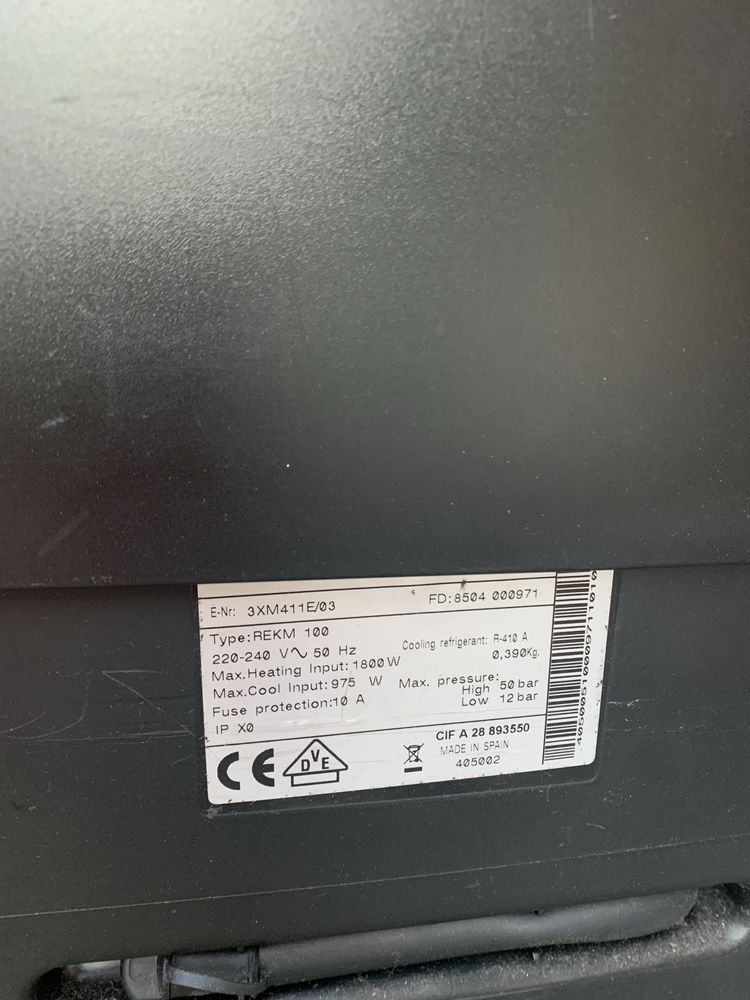 E-Nr: 3XM411E/03 FD:8504 000971
Type:REKM 100
220-240 V∿ 50 Hz Cooling refrigerant: R-410 A
Max.Heating Input:1800W 0,390Kg.
Max.Cool Input:975 W Max. pressure:
High 50 bar
Fuse protection:10 A Low 12 bar
IP X0
CE DVE
CIF A 28 893550
MADE IN SPAIN
405002